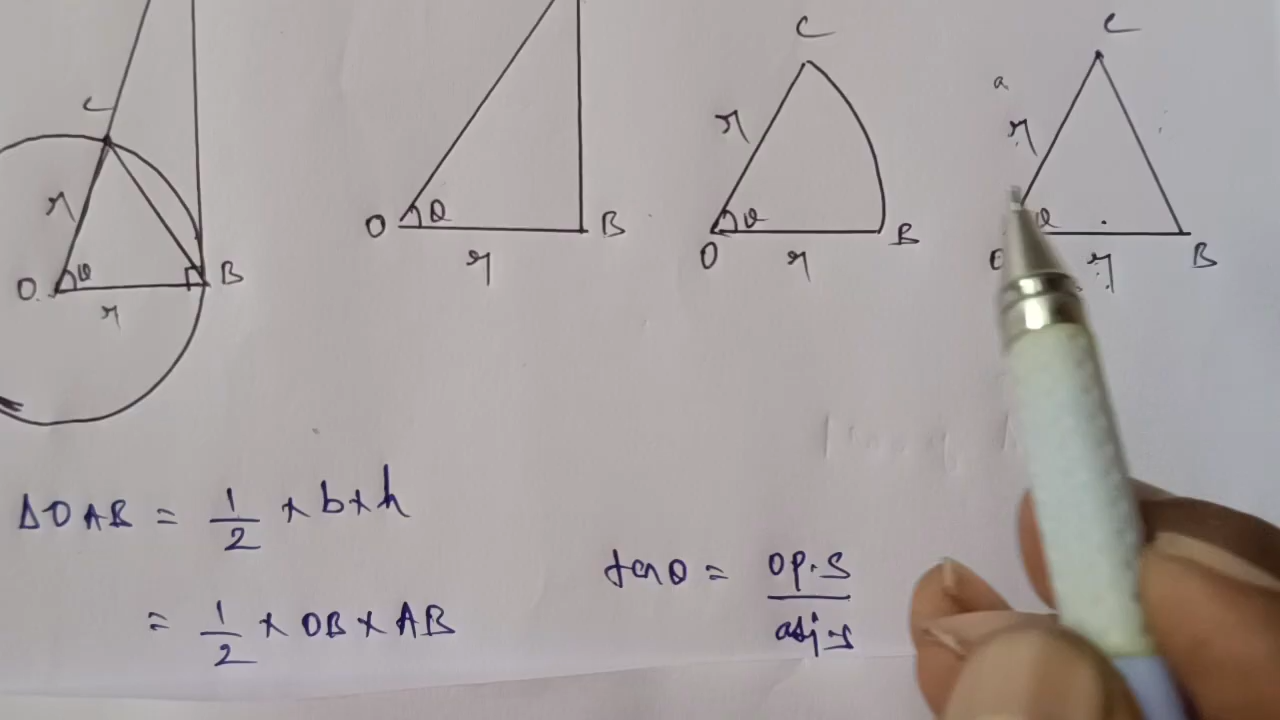 C
r
O θ B
r
O θ B
r
C
r
O θ B
r
C
a
r
θ
O r B
ΔOAB = 1/2 × b × h
= 1/2 × OB × AB
tanθ = OP.S / adj.s